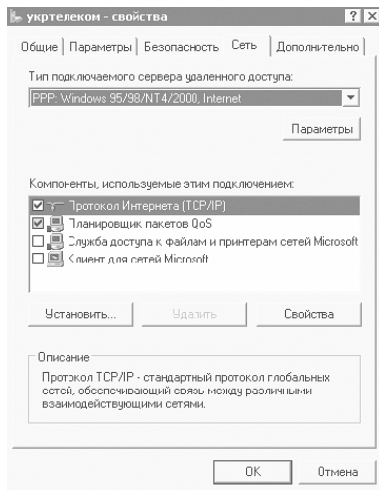 укртелеком - свойства
Общие Параметры Безопасность Сеть Дополнительно
Тип подключаемого сервера удаленного доступа:
PPP: Windows 95/98/NT4/2000, Internet
Параметры
Компоненты, используемые этим подключением:
Протокол Интернета (TCP/IP)
Планировщик пакетов QoS
Служба доступа к файлам и принтерам сетей Microsoft
Клиент для сетей Microsoft
Установить... Удалить Свойства
Описание
Протокол TCP/IP - стандартный протокол глобальных
сетей, обеспечивающий связь между различными
взаимодействующими сетями.
OK Отмена